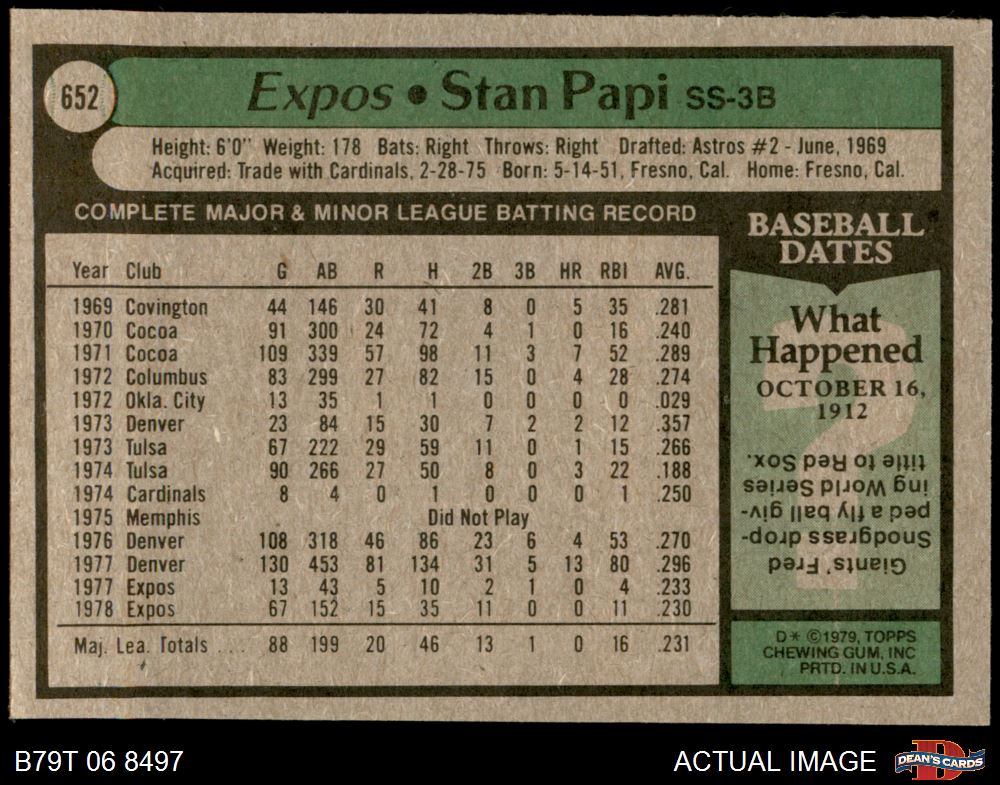 652
Expos • Stan Papi SS-3B
Height: 6'0" Weight: 178 Bats: Right Throws: Right Drafted: Astros #2 - June, 1969
Acquired: Trade with Cardinals, 2-28-75 Born: 5-14-51, Fresno, Cal. Home: Fresno, Cal.
COMPLETE MAJOR & MINOR LEAGUE BATTING RECORD
Year Club G AB R H 2B 3B HR RBI AVG.
1969 Covington 44 146 30 41 8 0 5 35 .281
1970 Cocoa 91 300 24 72 4 1 0 16 .240
1971 Cocoa 109 339 57 98 11 3 7 52 .289
1972 Columbus 83 299 27 82 15 0 4 28 .274
1972 Okla. City 13 35 1 1 0 0 0 0 .029
1973 Denver 23 84 15 30 7 2 2 12 .357
1973 Tulsa 67 222 29 59 11 0 1 15 .266
1974 Tulsa 90 266 27 50 8 0 3 22 .188
1974 Cardinals 8 4 0 1 0 0 0 1 .250
1975 Memphis Did Not Play
1976 Denver 108 318 46 86 23 6 4 53 .270
1977 Denver 130 453 81 134 31 5 13 80 .296
1977 Expos 13 43 5 10 2 1 0 4 .233
1978 Expos 67 152 15 35 11 0 0 11 .230
Maj. Lea. Totals ... 88 199 20 46 13 1 0 16 .231
BASEBALL
DATES
What
Happened
OCTOBER 16,
1912
Giants' Fred
Snodgrass drop-
ped a fly ball giv-
ing World Series
title to Red Sox.
D* ©1979, TOPPS
CHEWING GUM, INC
PRTD. IN U.S.A.
B79T 06 8497
ACTUAL IMAGE
D
DEAN'S CARDS